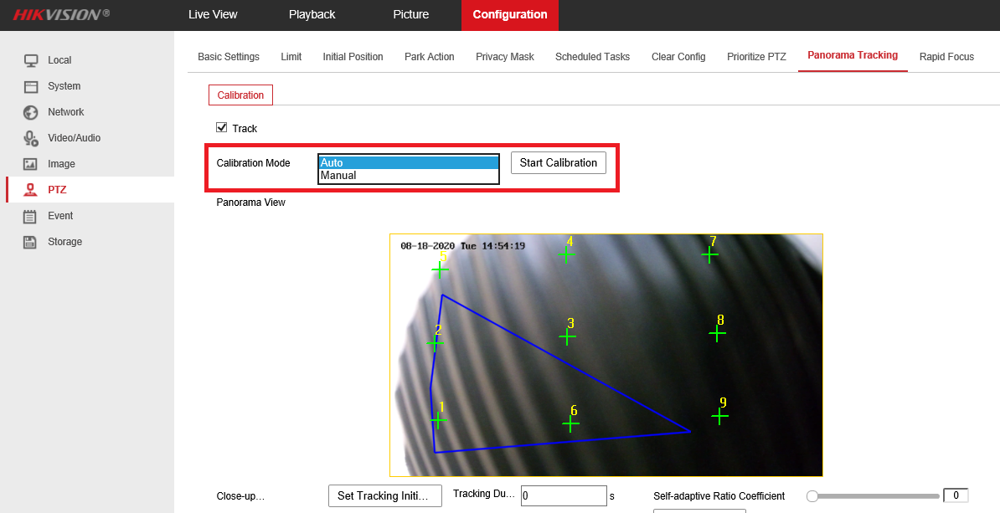 HIKVISION® Live View Playback Picture Configuration
Local
System
Network
Video/Audio
Image
PTZ
Event
Storage
Basic Settings Limit Initial Position Park Action Privacy Mask Scheduled Tasks Clear Config Prioritize PTZ Panorama Tracking Rapid Focus
Calibration
Track
Calibration Mode Auto Start Calibration
Manual
Panorama View
08-18-2020 Tue 14:54:19
4
7
5
3
8
2
1
6
9
Close-up... Set Tracking Initi... Tracking Du... 0 s Self-adaptive Ratio Coefficient 0